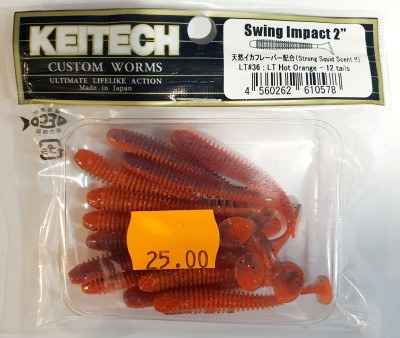 KEITECH
CUSTOM WORMS
ULTIMATE LIFELIKE ACTION
Made in Japan
Swing Impact 2"
天然イカフレーバー配合(Strong Squid Scent !!)
LT#36 : LT Hot Orange - 12 tails
4 560262 610578
25.00